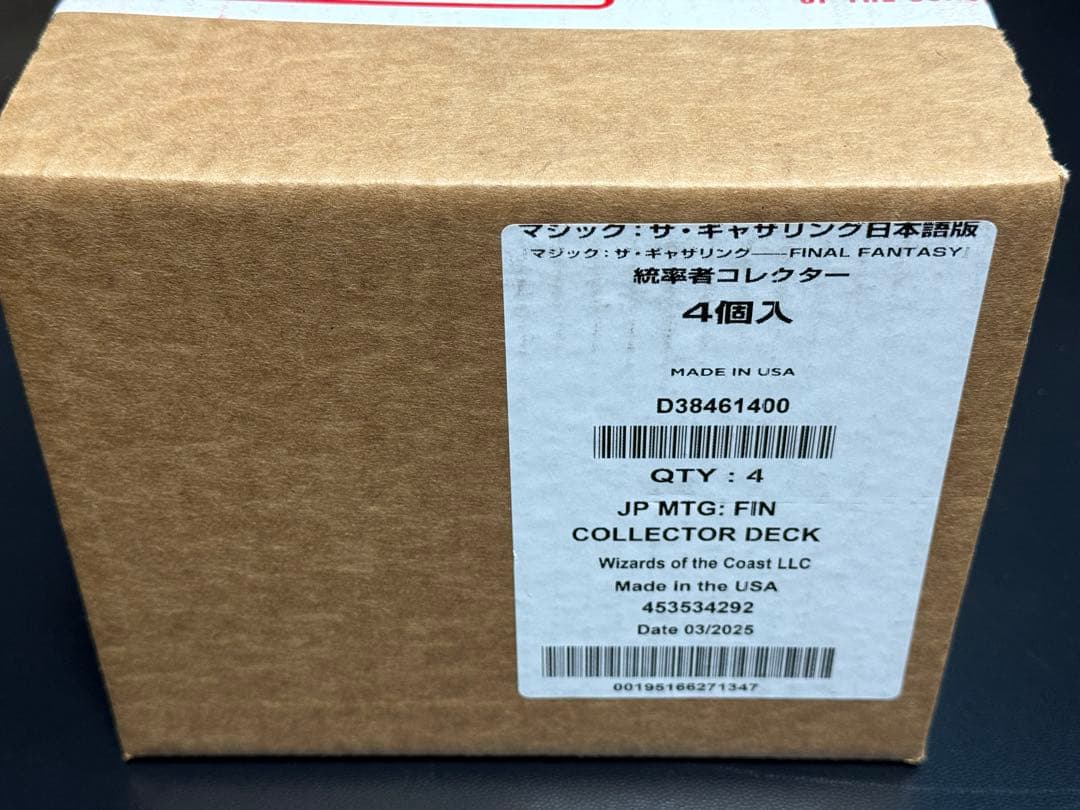 マジック:ザ・ギャザリング日本語版
『マジック:ザ・ギャザリング——FINAL FANTASY』
統率者コレクター
4個入
MADE IN USA
D38461400
QTY : 4
JP MTG: FIN
COLLECTOR DECK
Wizards of the Coast LLC
Made in the USA
453534292
Date 03/2025
00195166271347